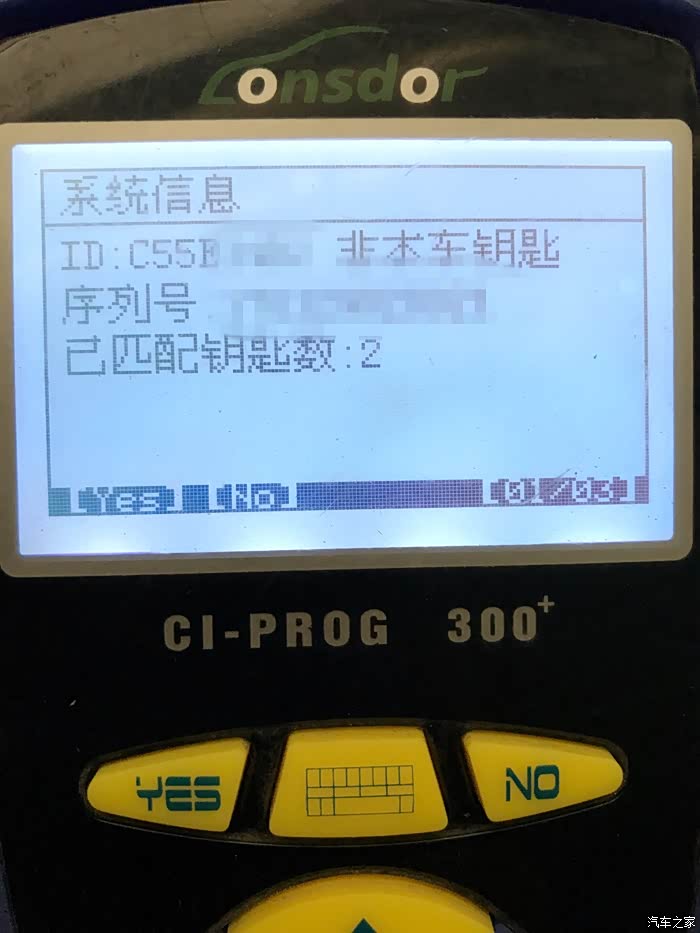 Lonsdor
系统信息
ID:C55E 非本车钥匙
序列号
已匹配钥匙数:2
Yes No 01/03
CI-PROG 300+
YES NO
汽车之家